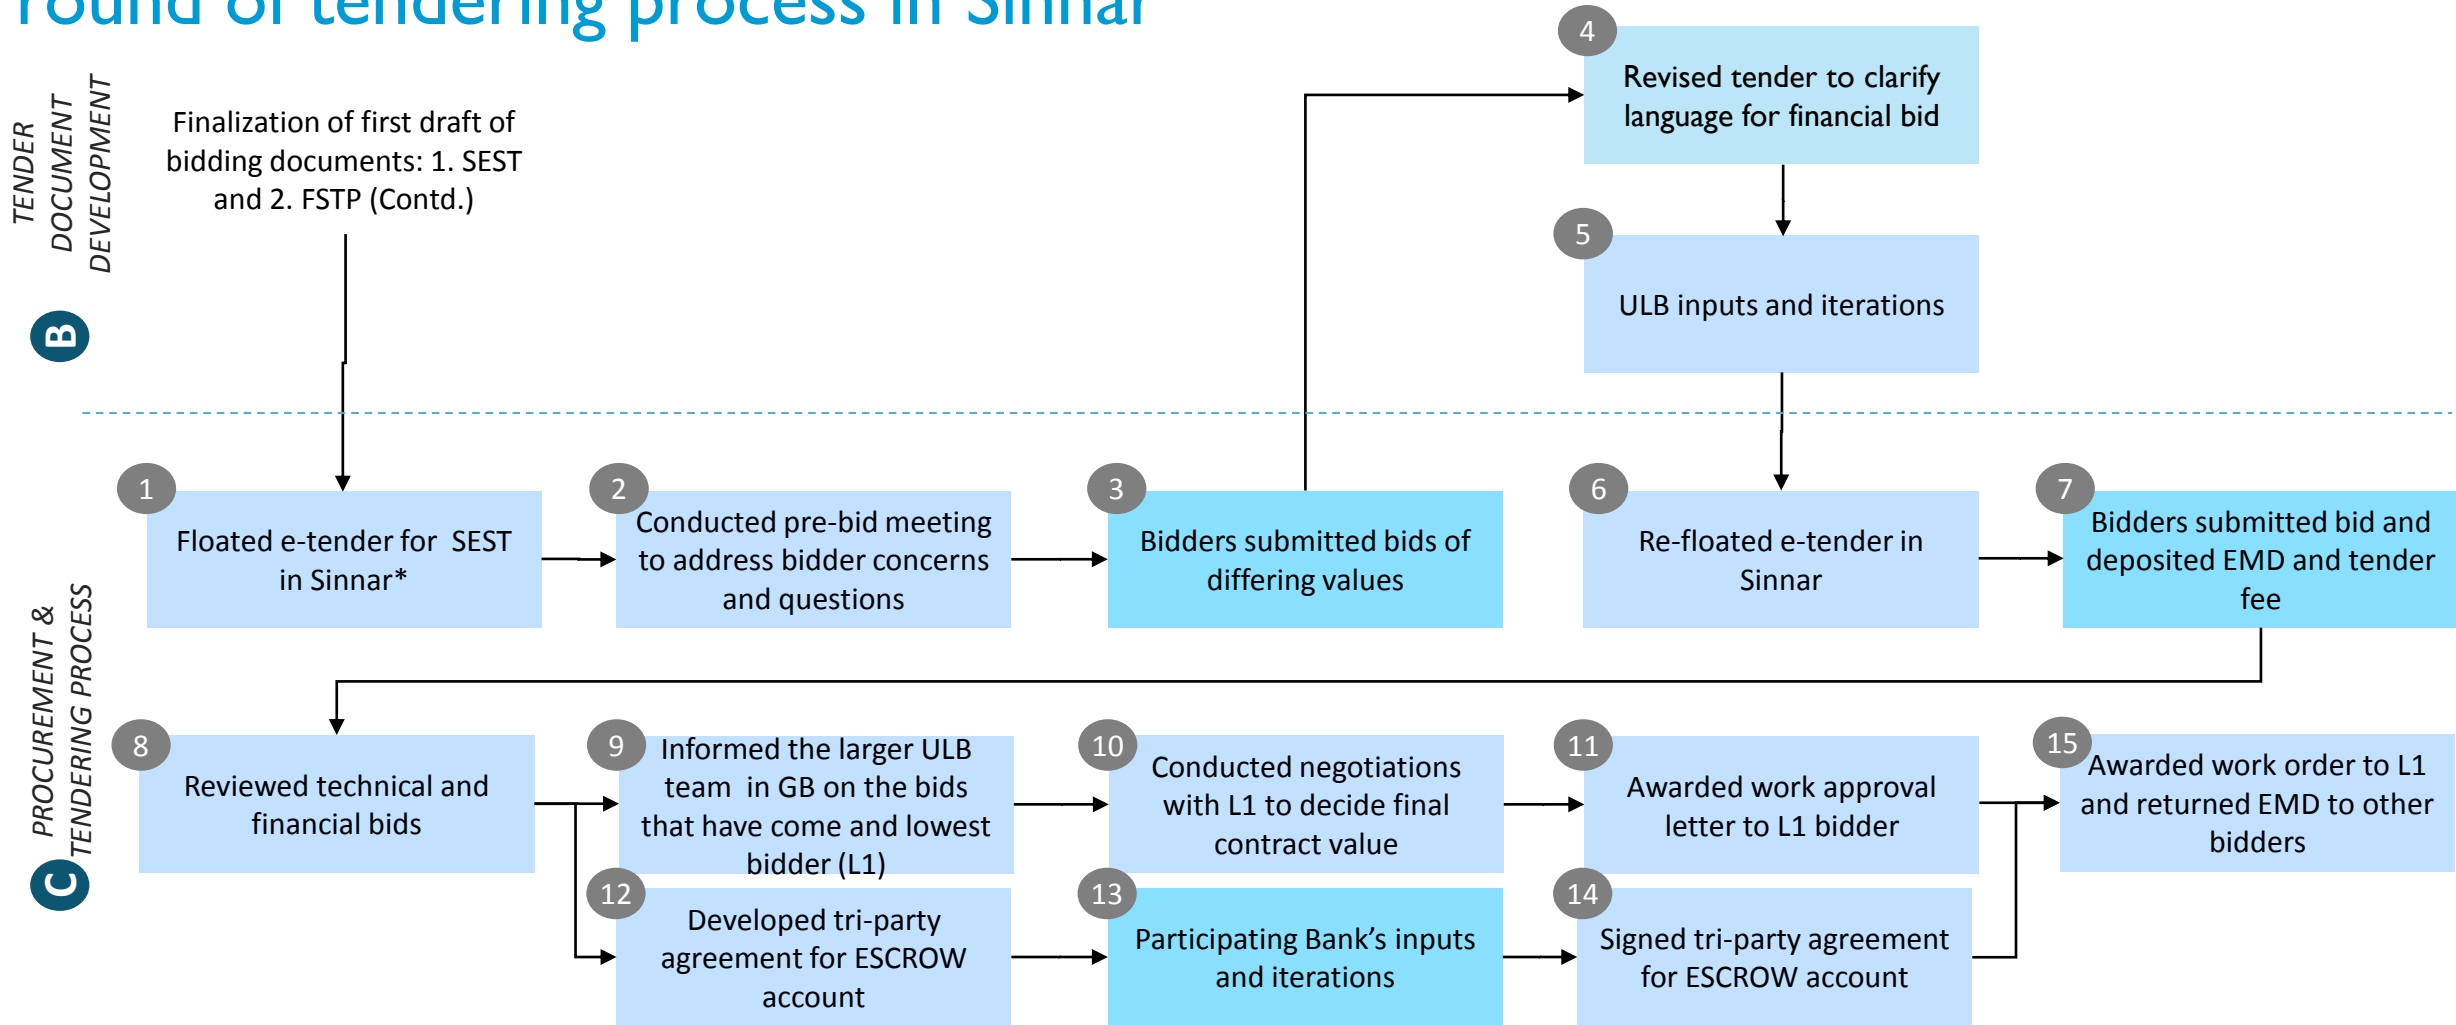 round of tendering process in Sinnar
TENDER
DOCUMENT
DEVELOPMENT
B
Finalization of first draft of
bidding documents: 1. SEST
and 2. FSTP (Contd.)
4
Revised tender to clarify
language for financial bid
5
ULB inputs and iterations
PROCUREMENT &
TENDERING PROCESS
C
1
Floated e-tender for SEST
in Sinnar*
2
Conducted pre-bid meeting
to address bidder concerns
and questions
3
Bidders submitted bids of
differing values
6
Re-floated e-tender in
Sinnar
7
Bidders submitted bid and
deposited EMD and tender
fee
8
Reviewed technical and
financial bids
9
Informed the larger ULB
team in GB on the bids
that have come and lowest
bidder (L1)
10
Conducted negotiations
with L1 to decide final
contract value
11
Awarded work approval
letter to L1 bidder
15
Awarded work order to L1
and returned EMD to other
bidders
12
Developed tri-party
agreement for ESCROW
account
13
Participating Bank’s inputs
and iterations
14
Signed tri-party agreement
for ESCROW account